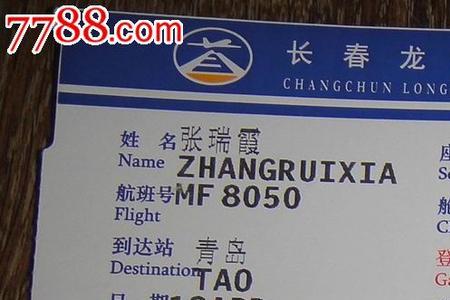 7788.com
长春龙
CHANGCHUN LONG
姓 名 张瑞霞
Name ZHANGRUIXIA
航班号 MF 8050
Flight
到达站 青岛
Destination TAO